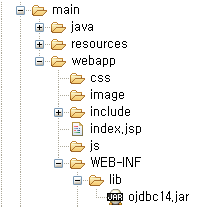 main
java
resources
webapp
css
image
include
index.jsp
js
WEB-INF
lib
ojdbc14.jar